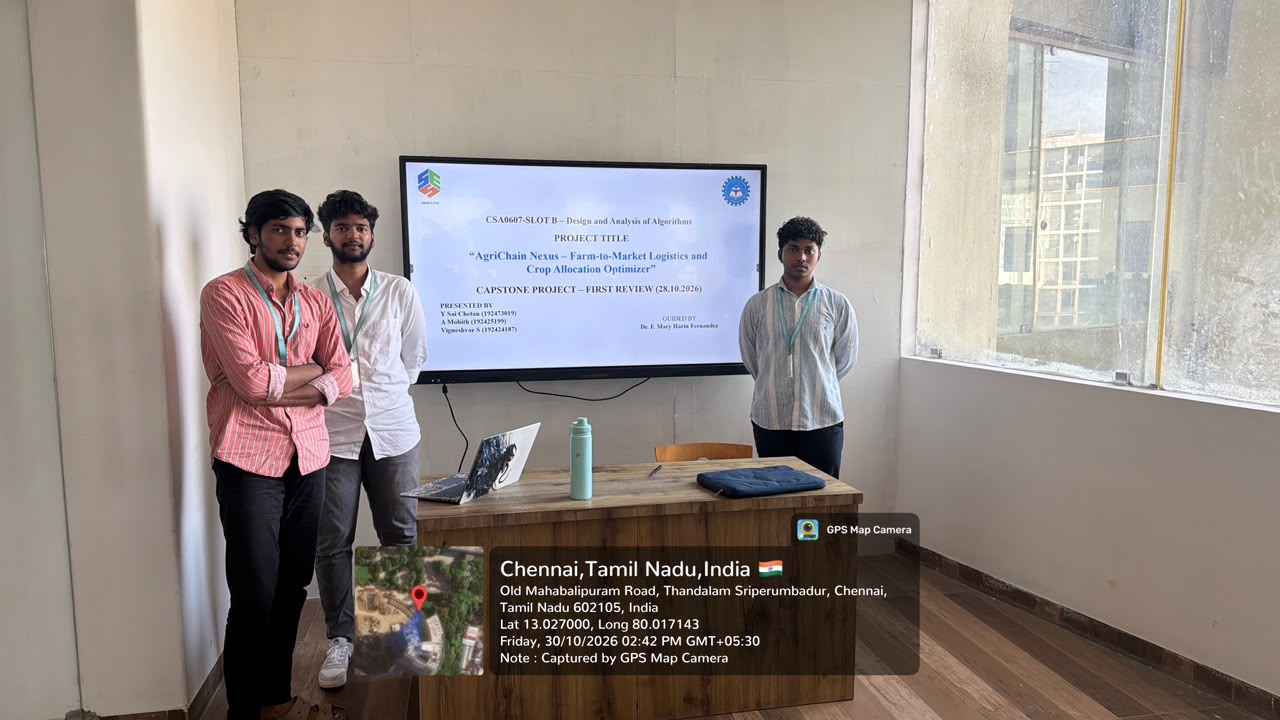 CSA0607-SLOT B – Design and Analysis of Algorithms
PROJECT TITLE
“AgriChain Nexus – Farm-to-Market Logistics and
Crop Allocation Optimizer”
CAPSTONE PROJECT – FIRST REVIEW (28.10.2026)
PRESENTED BY
Y Sai Chetan (192473019)
A Mohith (192425199)
Vigneshvar S (192424187)
GUIDED BY
Dr. F. Mary Harin Fernandez
GPS Map Camera
Chennai,Tamil Nadu,India
Old Mahabalipuram Road, Thandalam Sriperumbadur, Chennai,
Tamil Nadu 602105, India
Lat 13.027000, Long 80.017143
Friday, 30/10/2026 02:42 PM GMT+05:30
Note : Captured by GPS Map Camera